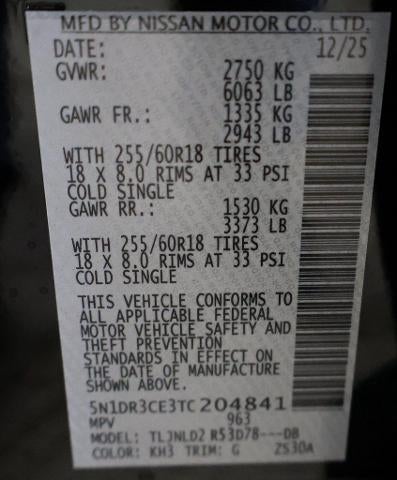 MFD BY NISSAN MOTOR CO., LTD.
DATE: 12/25
GVWR: 2750 KG
6063 LB
GAWR FR.: 1335 KG
2943 LB
WITH 255/60R18 TIRES
18 X 8.0 RIMS AT 33 PSI
COLD SINGLE
GAWR RR.: 1530 KG
3373 LB
WITH 255/60R18 TIRES
18 X 8.0 RIMS AT 33 PSI
COLD SINGLE
THIS VEHICLE CONFORMS TO
ALL APPLICABLE FEDERAL
MOTOR VEHICLE SAFETY AND
THEFT PREVENTION
STANDARDS IN EFFECT ON
THE DATE OF MANUFACTURE
SHOWN ABOVE.
5N1DR3CE3TC204841
MPV 963
MODEL: TLJNLD2 R53D78---DB
COLOR: KH3 TRIM: G ZS30A